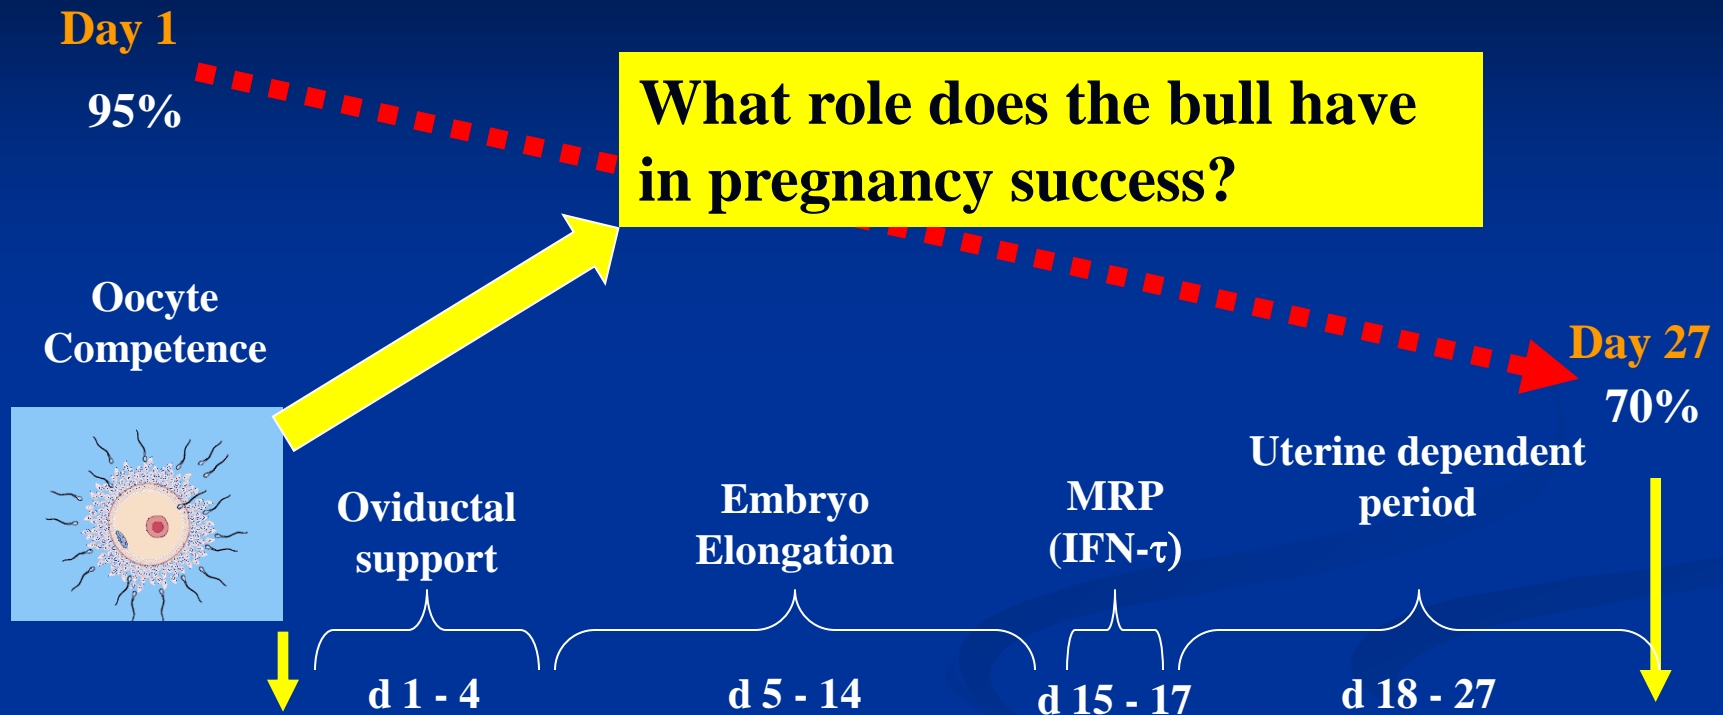 Day 1
95%
What role does the bull have
in pregnancy success?
Oocyte
Competence
Day 27
70%
Oviductal
support
Embryo
Elongation
MRP
(IFN-τ)
Uterine dependent
period
d 1 - 4
d 5 - 14
d 15 - 17
d 18 - 27